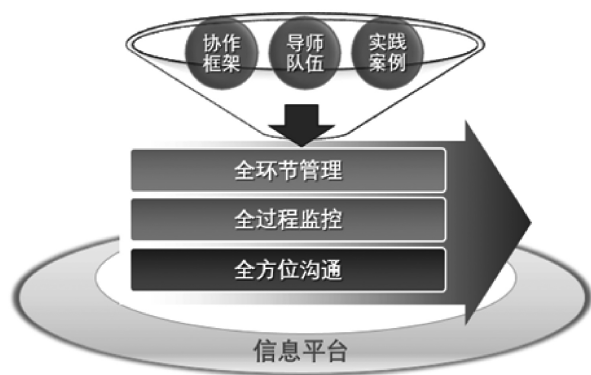 协作
框架
导师
队伍
实践
案例
全环节管理
全过程监控
全方位沟通
信息平台